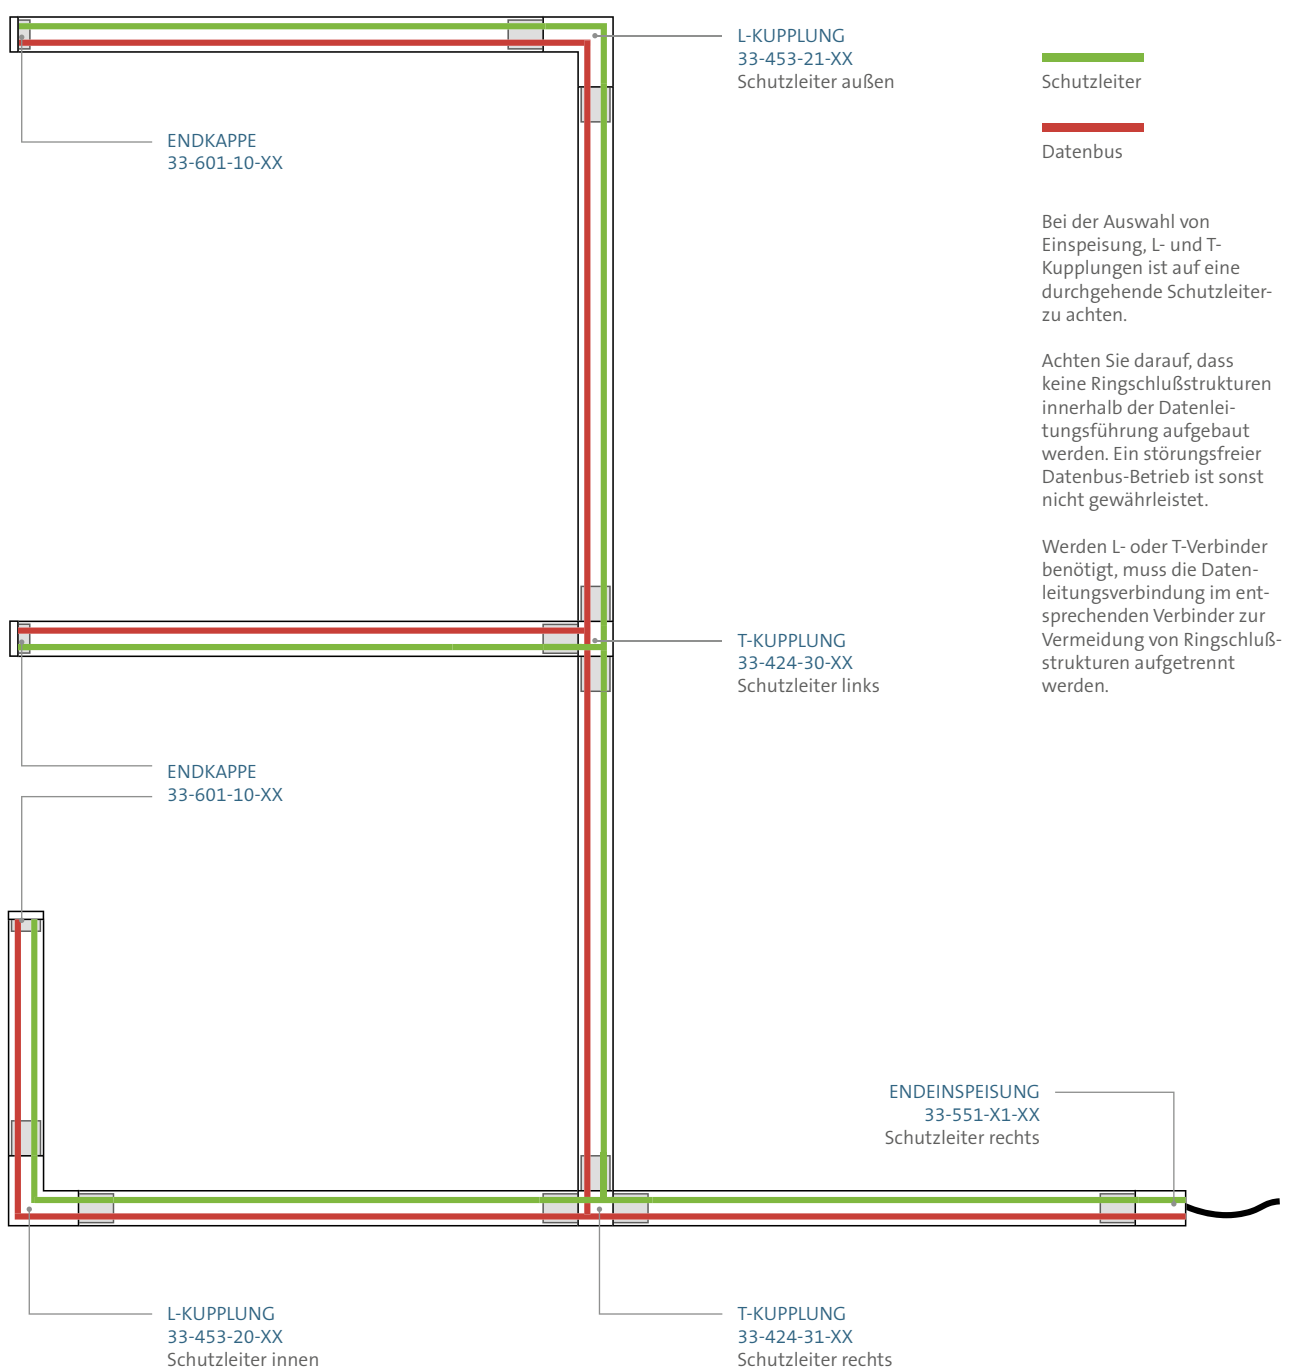 L-KUPPLUNG
33-453-21-XX
Schutzleiter außen
Schutzleiter
Datenbus
ENDKAPPE
33-601-10-XX
Bei der Auswahl von
Einspeisung, L- und T-
Kupplungen ist auf eine
durchgehende Schutzleiter-
zu achten.
Achten Sie darauf, dass
keine Ringschlußstrukturen
innerhalb der Datenlei-
tungsführung aufgebaut
werden. Ein störungsfreier
Datenbus-Betrieb ist sonst
nicht gewährleistet.
Werden L- oder T-Verbinder
benötigt, muss die Daten-
leitungsverbindung im ent-
sprechenden Verbinder zur
Vermeidung von Ringschluß-
strukturen aufgetrennt
werden.
T-KUPPLUNG
33-424-30-XX
Schutzleiter links
ENDKAPPE
33-601-10-XX
ENDEINSPEISUNG
33-551-X1-XX
Schutzleiter rechts
L-KUPPLUNG
33-453-20-XX
Schutzleiter innen
T-KUPPLUNG
33-424-31-XX
Schutzleiter rechts